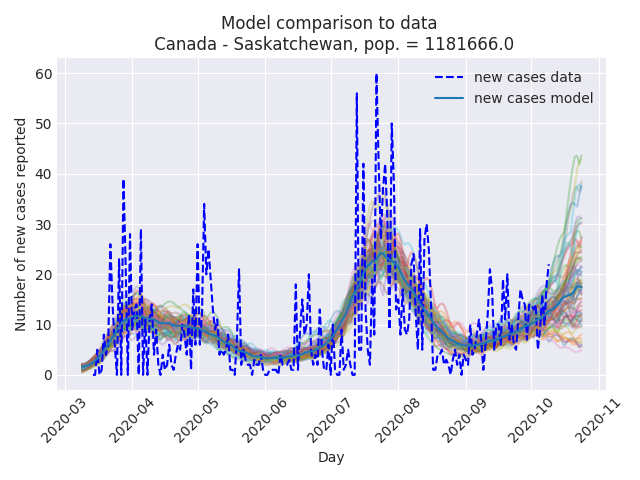 Model comparison to data
Canada - Saskatchewan, pop. = 1181666.0
new cases data
new cases model
Number of new cases reported
60
50
40
30
20
10
0
2020-03
2020-04
2020-05
2020-06
2020-07
2020-08
2020-09
2020-10
2020-11
Day